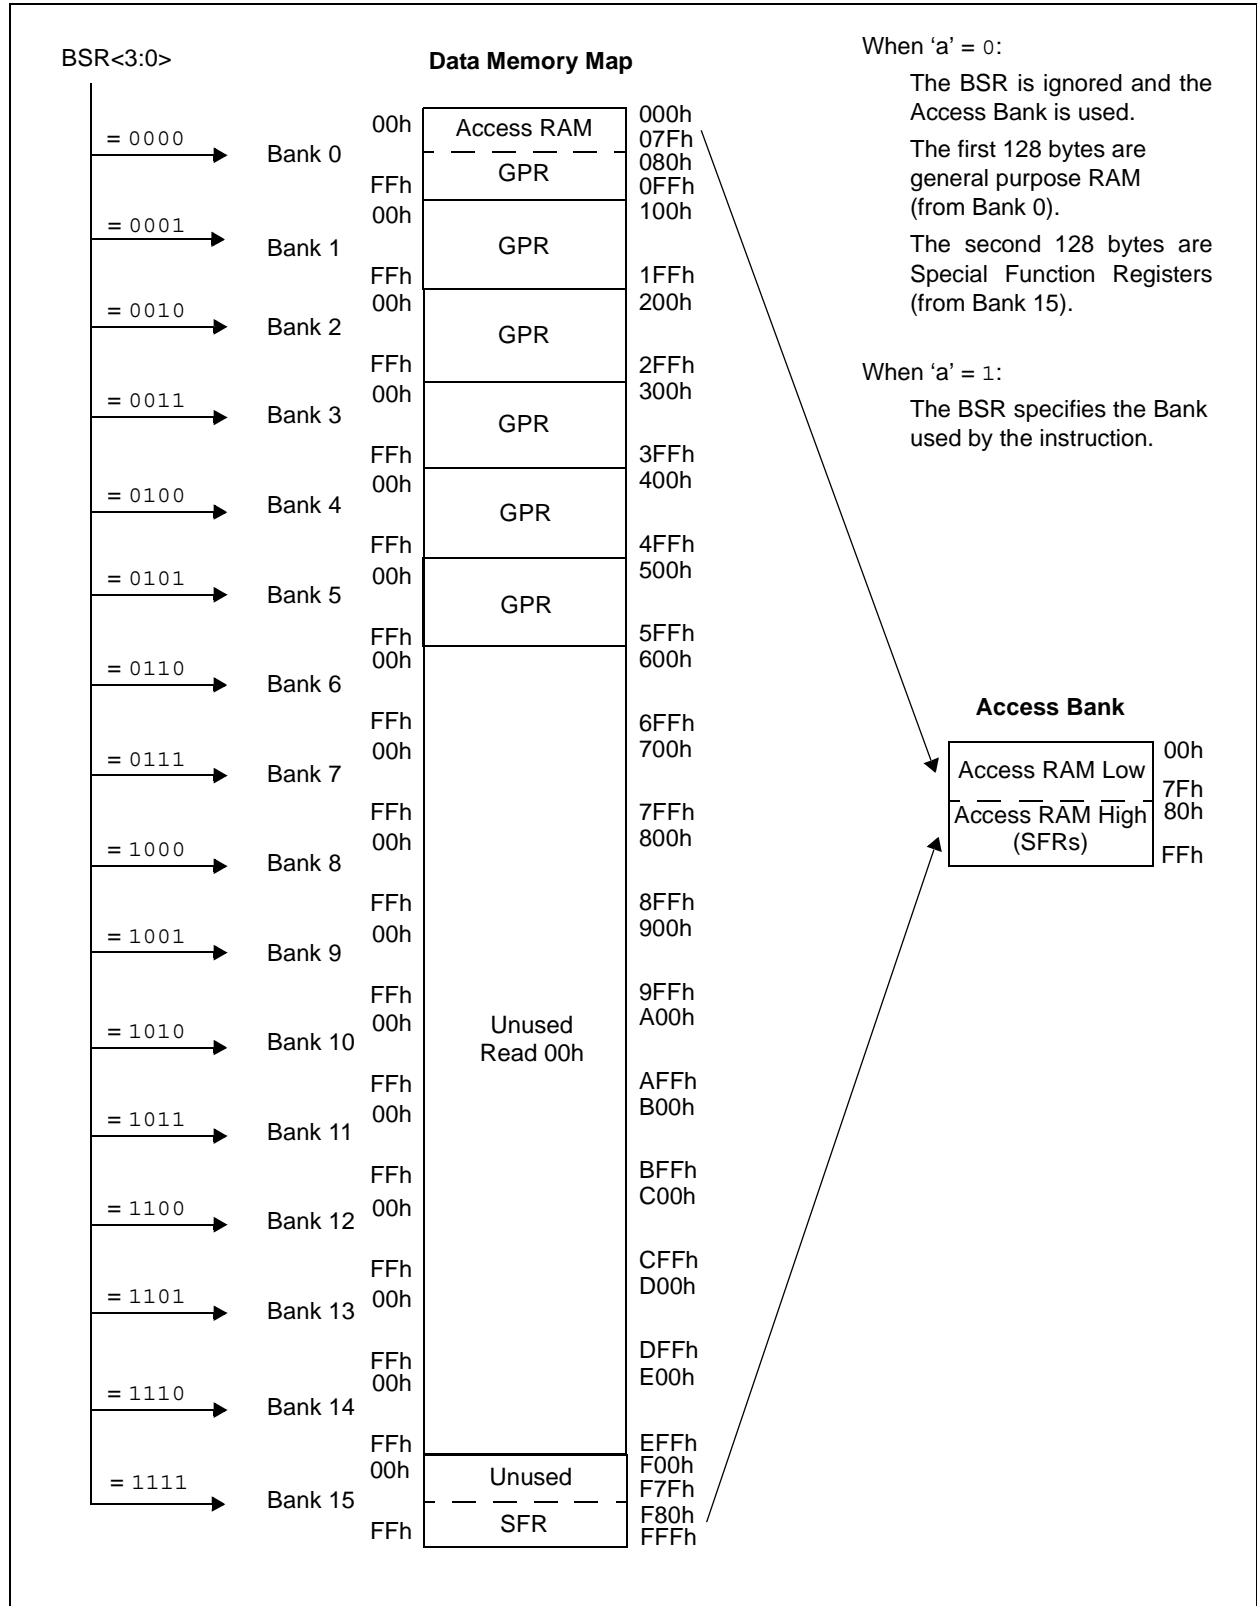 BSR<3:0>
Data Memory Map
When ‘a’ = 0:
The BSR is ignored and the
Access Bank is used.
The first 128 bytes are
general purpose RAM
(from Bank 0).
The second 128 bytes are
Special Function Registers
(from Bank 15).
When ‘a’ = 1:
The BSR specifies the Bank
used by the instruction.
= 0000
Bank 0
00h
Access RAM
000h
07Fh
080h
GPR
FFh
0FFh
= 0001
Bank 1
00h
100h
GPR
FFh
1FFh
= 0010
Bank 2
00h
200h
GPR
FFh
2FFh
= 0011
Bank 3
00h
300h
GPR
FFh
3FFh
= 0100
Bank 4
00h
400h
GPR
FFh
4FFh
= 0101
Bank 5
00h
500h
GPR
FFh
5FFh
= 0110
Bank 6
00h
600h
FFh
6FFh
= 0111
Bank 7
00h
700h
FFh
7FFh
= 1000
Bank 8
00h
800h
FFh
8FFh
= 1001
Bank 9
00h
900h
FFh
9FFh
= 1010
Bank 10
00h
A00h
Unused
Read 00h
FFh
AFFh
= 1011
Bank 11
00h
B00h
FFh
BFFh
= 1100
Bank 12
00h
C00h
FFh
CFFh
= 1101
Bank 13
00h
D00h
FFh
DFFh
= 1110
Bank 14
00h
E00h
FFh
EFFh
= 1111
Bank 15
00h
Unused
F00h
F7Fh
F80h
SFR
FFh
FFFh
Access Bank
Access RAM Low
00h
7Fh
Access RAM High
(SFRs)
80h
FFh